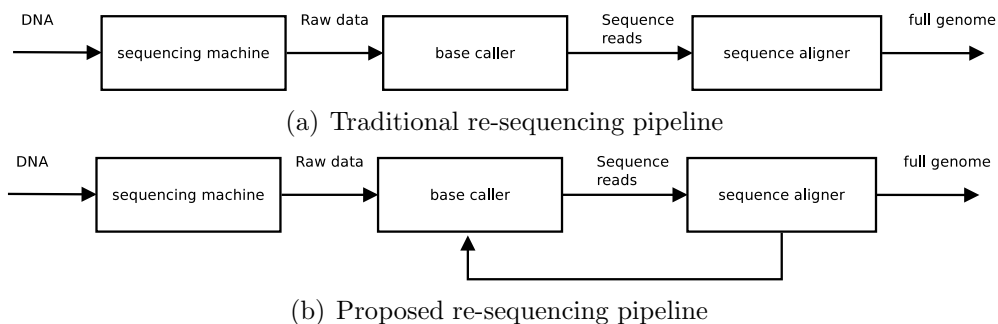 DNA
Raw data
Sequence
reads
full genome
sequencing machine
base caller
sequence aligner
(a) Traditional re-sequencing pipeline
DNA
Raw data
Sequence
reads
full genome
sequencing machine
base caller
sequence aligner
(b) Proposed re-sequencing pipeline